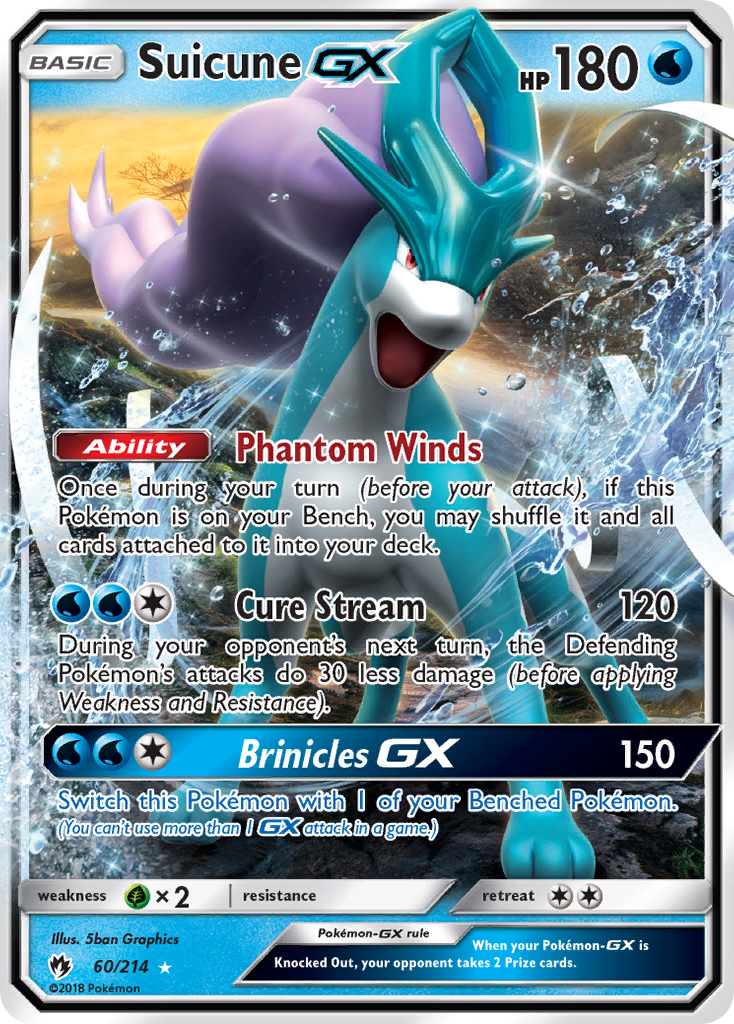 BASIC Suicune GX HP 180
Ability Phantom Winds
Once during your turn (before your attack), if this
Pokémon is on your Bench, you may shuffle it and all
cards attached to it into your deck.
Cure Stream 120
During your opponent's next turn, the Defending
Pokémon's attacks do 30 less damage (before applying
Weakness and Resistance).
Brinicles GX 150
Switch this Pokémon with 1 of your Benched Pokémon.
(You can't use more than 1 GX attack in a game.)
weakness ×2 resistance retreat
Illus. 5ban Graphics
60/214
©2018 Pokémon
Pokémon-GX rule
When your Pokémon-GX is
Knocked Out, your opponent takes 2 Prize cards.